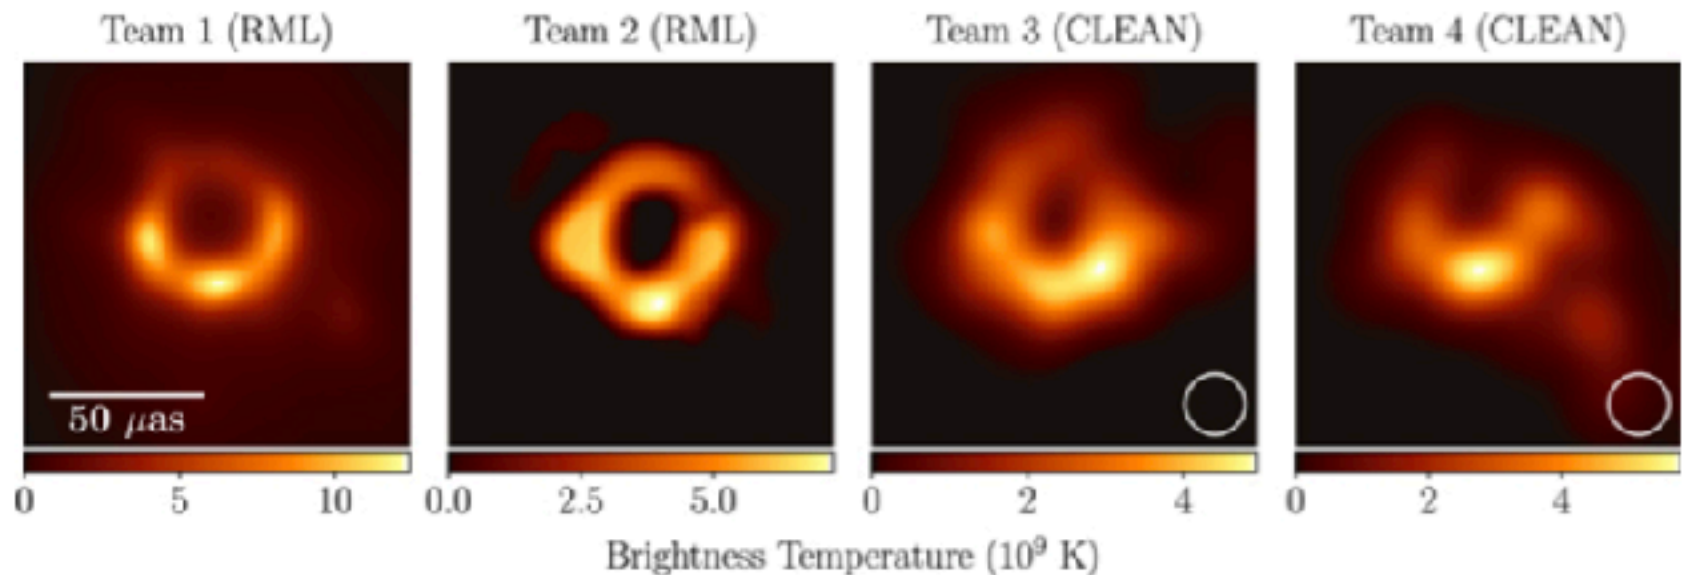 Team 1 (RML) Team 2 (RML) Team 3 (CLEAN) Team 4 (CLEAN)
50 μas
0 5 10 0.0 2.5 5.0 0 2 4 0 2 4
Brightness Temperature (10⁹ K)